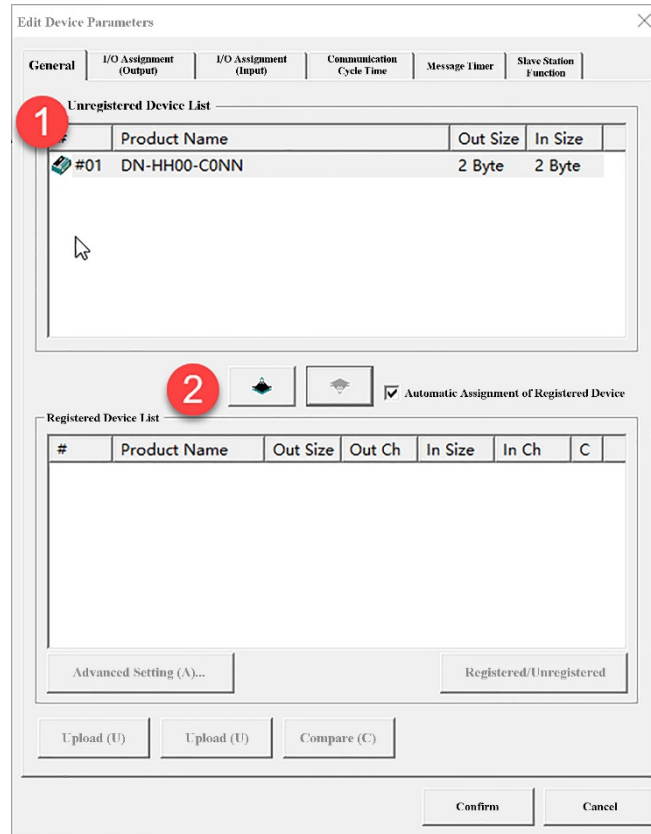 Edit Device Parameters
General
I/O Assignment
(Output)
I/O Assignment
(Input)
Communication
Cycle Time
Message Timer
Slave Station
Function
1
Unregistered Device List
# Product Name Out Size In Size
#01 DN-HH00-C0NN 2 Byte 2 Byte
2
Automatic Assignment of Registered Device
Registered Device List
# Product Name Out Size Out Ch In Size In Ch C
Advanced Setting (A)...
Registered/Unregistered
Upload (U)
Upload (U)
Compare (C)
Confirm
Cancel